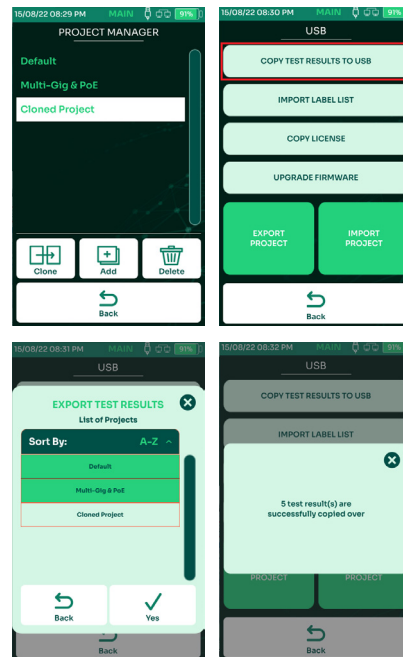 15/08/22 08:29 PM MAIN 91%
PROJECT MANAGER
Default
Multi-Gig & PoE
Cloned Project
Clone Add Delete
Back
15/08/22 08:30 PM MAIN 91%
USB
COPY TEST RESULTS TO USB
IMPORT LABEL LIST
COPY LICENSE
UPGRADE FIRMWARE
EXPORT PROJECT
IMPORT PROJECT
Back
15/08/22 08:31 PM MAIN 91%
USB
EXPORT TEST RESULTS
List of Projects
Sort By: A-Z
Default
Multi-Gig & PoE
Cloned Project
Back Yes
Back
15/08/22 08:32 PM MAIN 91%
USB
COPY TEST RESULTS TO USB
IMPORT LABEL LIST
5 test result(s) are
successfully copied over
PROJECT PROJECT
Back